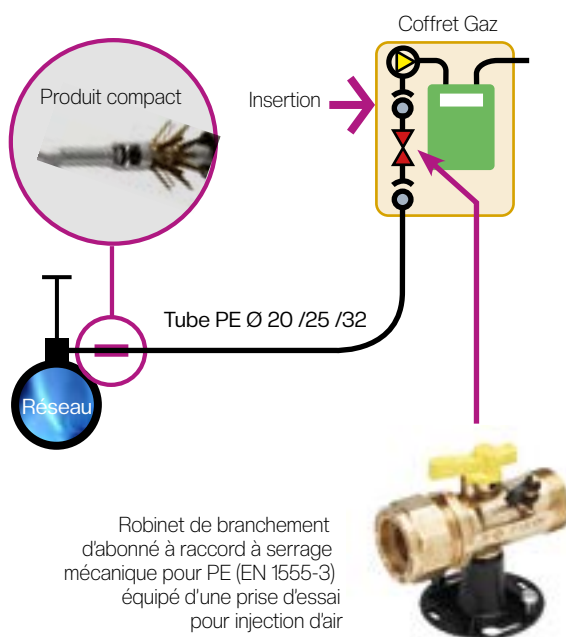 Coffret Gaz
Produit compact
Insertion
Tube PE Ø 20 /25 /32
Réseau
Robinet de branchement
d'abonné à raccord à serrage
mécanique pour PE (EN 1555-3)
équipé d'une prise d'essai
pour injection d'air